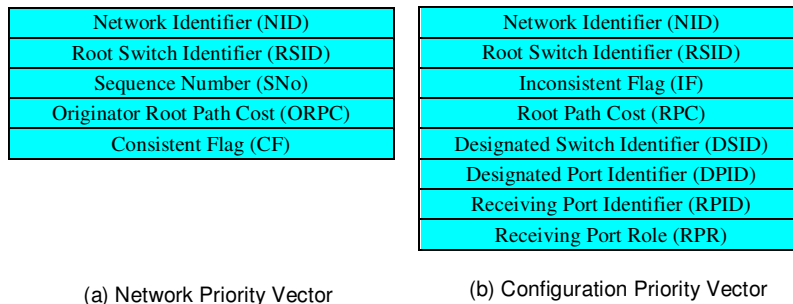 Network Identifier (NID)
Root Switch Identifier (RSID)
Sequence Number (SNo)
Originator Root Path Cost (ORPC)
Consistent Flag (CF)
(a) Network Priority Vector
Network Identifier (NID)
Root Switch Identifier (RSID)
Inconsistent Flag (IF)
Root Path Cost (RPC)
Designated Switch Identifier (DSID)
Designated Port Identifier (DPID)
Receiving Port Identifier (RPID)
Receiving Port Role (RPR)
(b) Configuration Priority Vector